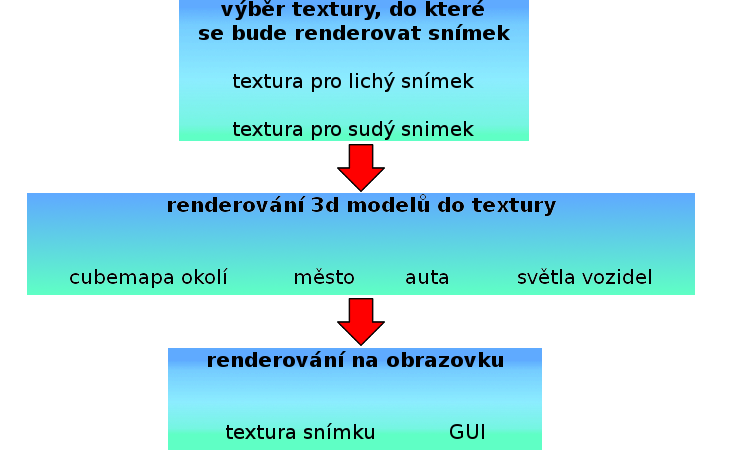 výběr textury, do které
se bude renderovat snímek
textura pro lichý snímek
textura pro sudý snimek
renderování 3d modelů do textury
cubemapa okolí město auta světla vozidel
renderování na obrazovku
textura snímku GUI